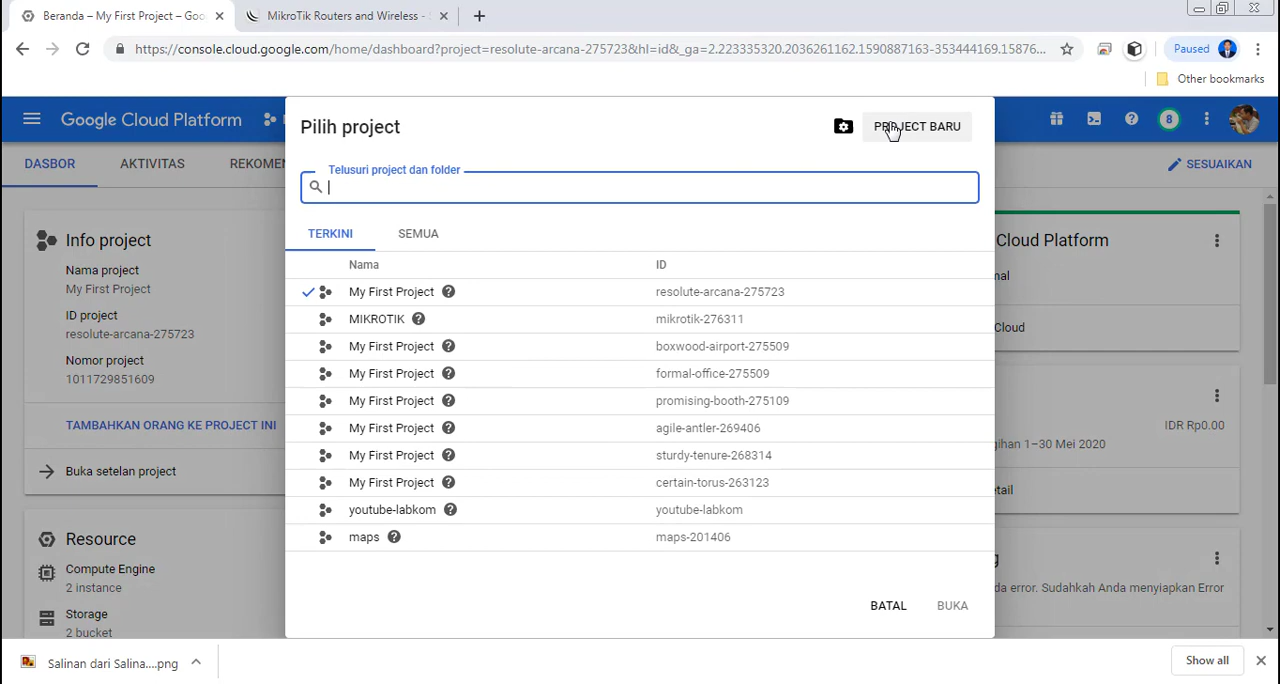 Beranda – My First Project – Goo
MikroTik Routers and Wireless - S
https://console.cloud.google.com/home/dashboard?project=resolute-arcana-275723&hl=id&_ga=2.223335320.2036261162.1590887163-353444169.15876...
Paused
Other bookmarks
Google Cloud Platform
8
DASBOR
AKTIVITAS
REKOMEN
SESUAIKAN
Pilih project
PROJECT BARU
Telusuri project dan folder
TERKINI
SEMUA
Nama
ID
My First Project
resolute-arcana-275723
MIKROTIK
mikrotik-276311
My First Project
boxwood-airport-275509
My First Project
formal-office-275509
My First Project
promising-booth-275109
My First Project
agile-antler-269406
My First Project
sturdy-tenure-268314
My First Project
certain-torus-263123
youtube-labkom
youtube-labkom
maps
maps-201406
BATAL
BUKA
Info project
Nama project
My First Project
ID project
resolute-arcana-275723
Nomor project
1011729851609
TAMBAHKAN ORANG KE PROJECT INI
Buka setelan project
Resource
Compute Engine
2 instance
Storage
2 bucket
Cloud Platform
mal
Cloud
IDR Rp0.00
gihan 1–30 Mei 2020
etail
g
da error. Sudahkah Anda menyiapkan Error
Salinan dari Salina....png
Show all